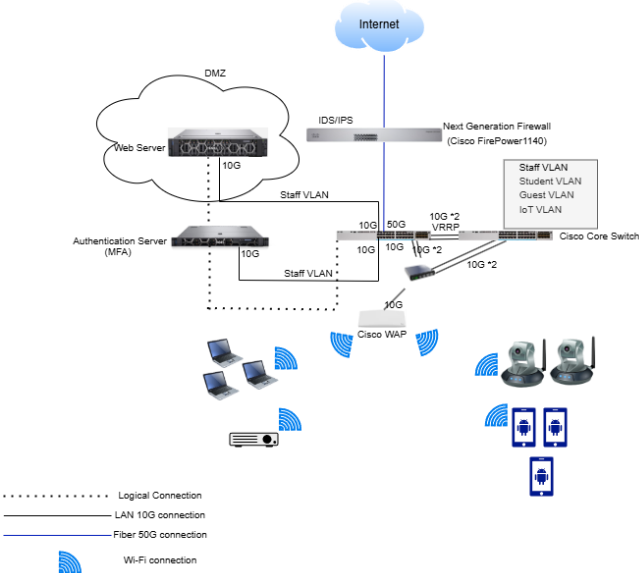 Internet
DMZ
IDS/IPS
Next Generation Firewall
(Cisco FirePower1140)
Web Server
10G
Staff VLAN
Staff VLAN
Student VLAN
Guest VLAN
IoT VLAN
10G
50G
10G *2
VRRP
Cisco Core Switch
Authentication Server
(MFA)
10G
10G
10G
10G *2
10G *2
Staff VLAN
10G
Cisco WAP
Logical Connection
LAN 10G connection
Fiber 50G connection
Wi-Fi connection